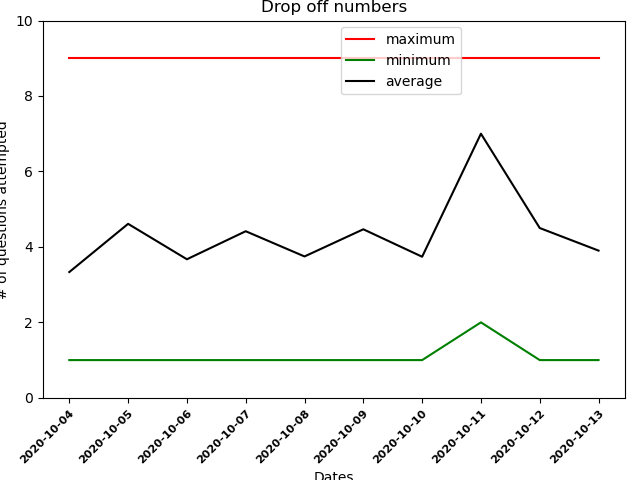 Drop off numbers
maximum
minimum
average
# of questions attempted
10
8
6
4
2
0
2020-10-04
2020-10-05
2020-10-06
2020-10-07
2020-10-08
2020-10-09
2020-10-10
2020-10-11
2020-10-12
2020-10-13
Dates